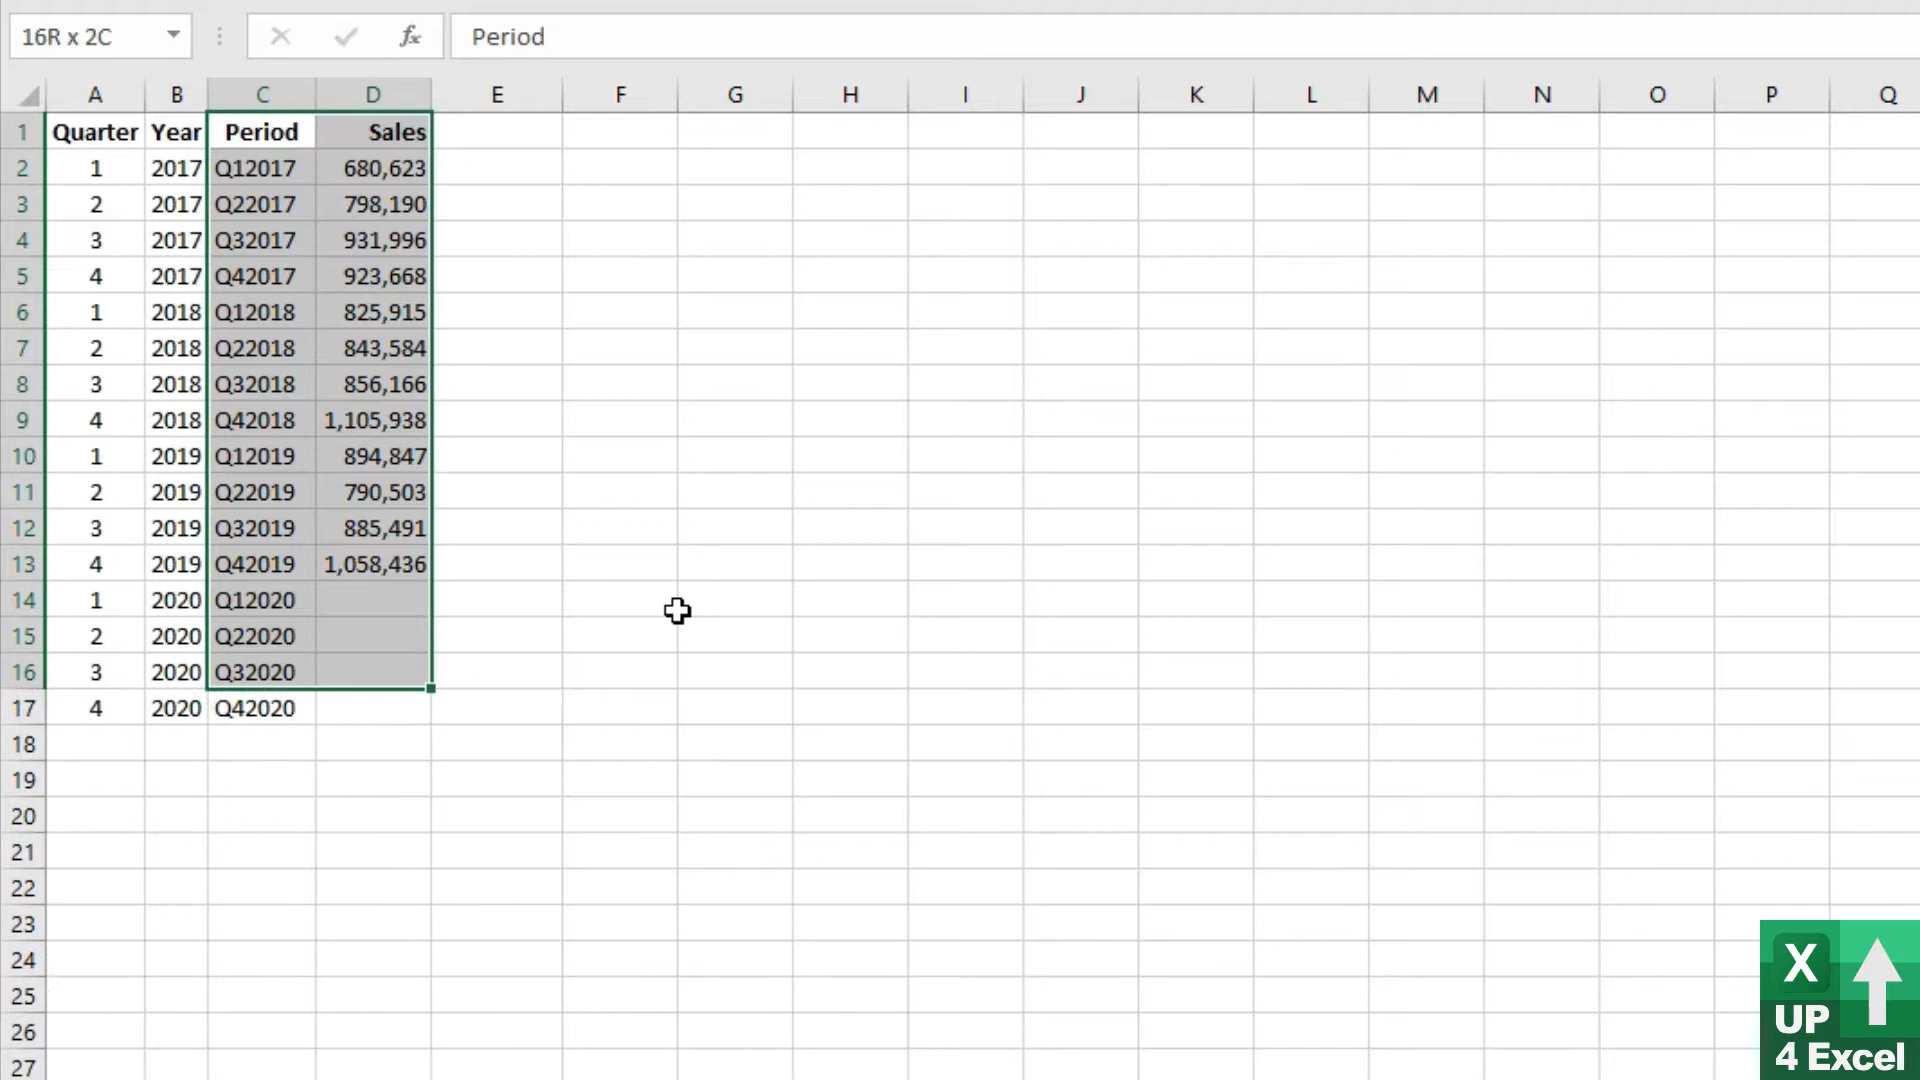 16R x 2C fx Period
A B C D E F G H I J K L M N O P Q
1 Quarter Year Period Sales
2 1 2017 Q12017 680,623
3 2 2017 Q22017 798,190
4 3 2017 Q32017 931,996
5 4 2017 Q42017 923,668
6 1 2018 Q12018 825,915
7 2 2018 Q22018 843,584
8 3 2018 Q32018 856,166
9 4 2018 Q42018 1,105,938
10 1 2019 Q12019 894,847
11 2 2019 Q22019 790,503
12 3 2019 Q32019 885,491
13 4 2019 Q42019 1,058,436
14 1 2020 Q12020
15 2 2020 Q22020
16 3 2020 Q32020
17 4 2020 Q42020
18
19
20
21
22
23
24
25
26
27
X
UP
4 Excel